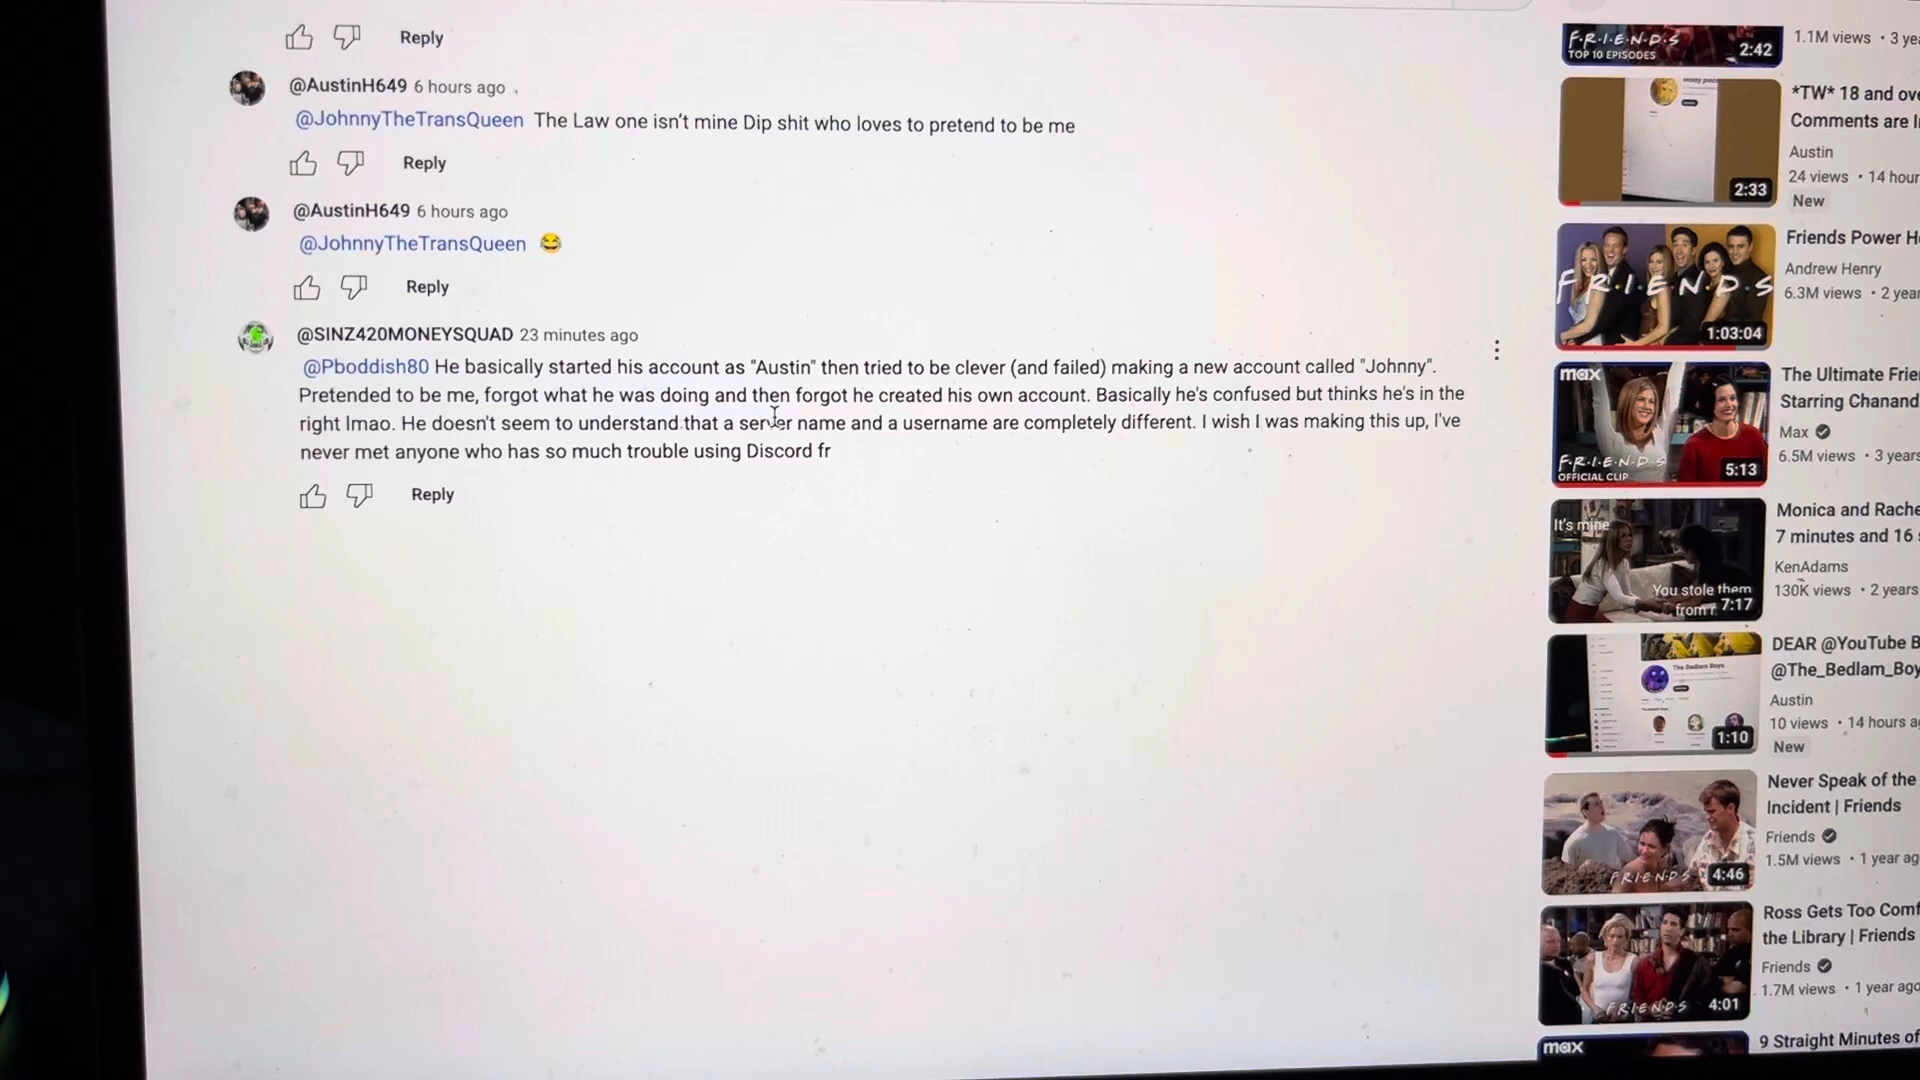 Reply
@AustinH649 6 hours ago
@JohnnyTheTransQueen The Law one isn't mine Dip shit who loves to pretend to be me
Reply
@AustinH649 6 hours ago
@JohnnyTheTransQueen 😂
Reply
@SINZ420MONEYSQUAD 23 minutes ago
@Pboddish80 He basically started his account as "Austin" then tried to be clever (and failed) making a new account called "Johnny".
Pretended to be me, forgot what he was doing and then forgot he created his own account. Basically he's confused but thinks he's in the
right lmao. He doesn't seem to understand that a server name and a username are completely different. I wish I was making this up, I've
never met anyone who has so much trouble using Discord fr
Reply
F·R·I·E·N·D·S
TOP 10 EPISODES
2:42
1.1M views • 3
2:33
*TW* 18 and
Comments are
Austin
24 views • 14
New
F·R·I·E·N·D·S
1:03:04
Friends Power
Andrew Henry
6.3M views • 2
max
F·R·I·E·N·D·S
OFFICIAL CLIP
5:13
The Ultimate
Starring
Max
6.5M views • 3 years
It's mine
You stole them
from
7:17
Monica and
7 minutes and 16
KenAdams
130K views • 2 years
The Bedlam Boys
1:10
DEAR @YouTube
Austin
10 views • 14 hours
New
FRIENDS
4:46
Never Speak of the
Incident | Friends
Friends
1.5M views • 1 year
FRIENDS
4:01
Ross Gets Too
the Library | Friends
Friends
1.7M views • 1 year
max
9 Straight Minutes of